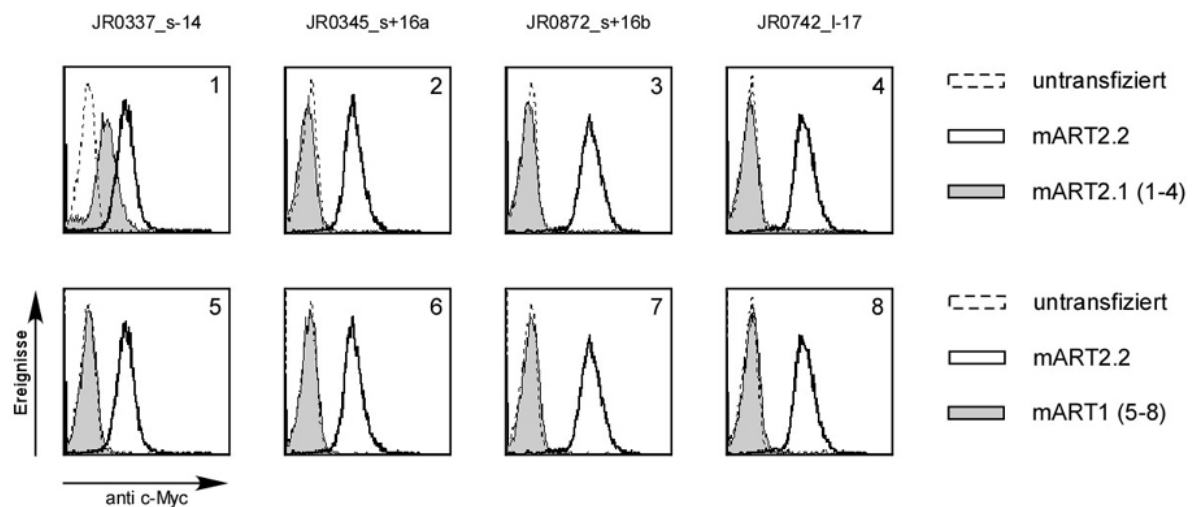 JR0337_s-14
JR0345_s+16a
JR0872_s+16b
JR0742_l-17
1
2
3
4
untransfiziert
mART2.2
mART2.1 (1-4)
5
6
7
8
untransfiziert
mART2.2
mART1 (5-8)
Ereignisse
anti c-Myc